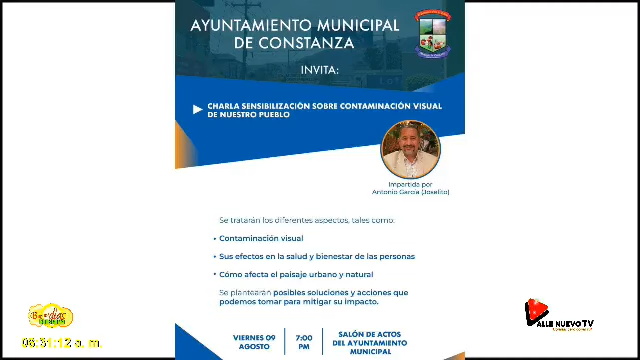 AYUNTAMIENTO MUNICIPAL
DE CONSTANZA
INVITA:
CHARLA SENSIBILIZACIÓN SOBRE CONTAMINACIÓN VISUAL
DE NUESTRO PUEBLO
Impartida por
Antonio García (Joselito)
Se tratarán los diferentes aspectos, tales como:
• Contaminación visual
• Sus efectos en la salud y bienestar de las personas
• Cómo afecta el paisaje urbano y natural
Se plantearán posibles soluciones y acciones que
podemos tomar para mitigar su impacto.
VIERNES 09
AGOSTO
7:00
PM
SALÓN DE ACTOS
DEL AYUNTAMIENTO
MUNICIPAL
06:31:12 a. m.
ALLE NUEVO TV